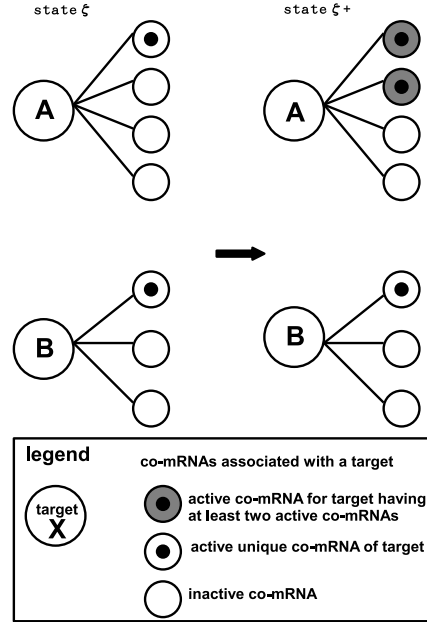 state ζ
state ζ+
A
A
B
B
legend
co-mRNAs associated with a target
target
X
active co-mRNA for target having
at least two active co-mRNAs
active unique co-mRNA of target
inactive co-mRNA